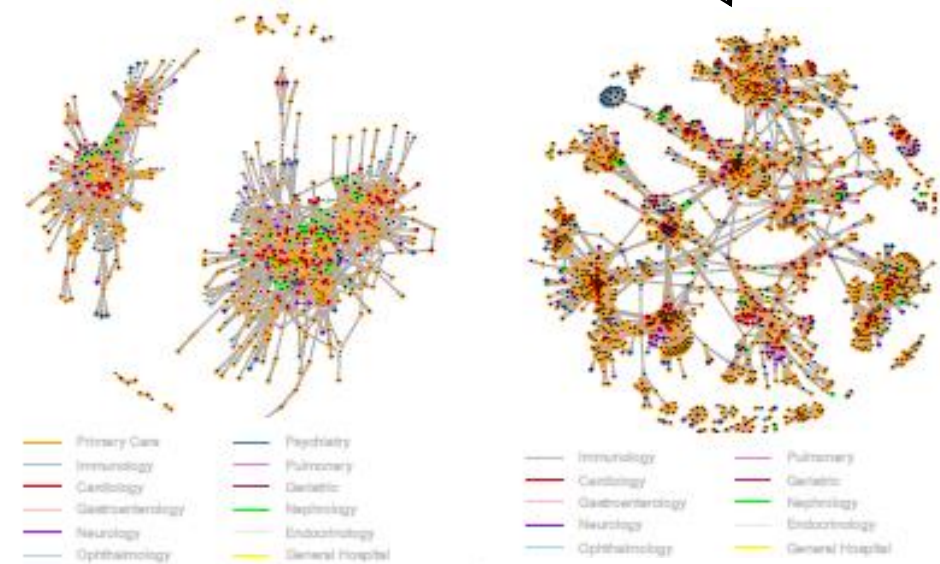 Primary Care
Immunology
Cardiology
Gastroenterology
Neurology
Ophthalmology
Psychiatry
Pulmonary
Geriatric
Nephrology
Endocrinology
General Hospital
Immunology
Cardiology
Gastroenterology
Neurology
Ophthalmology
Pulmonary
Geriatric
Nephrology
Endocrinology
General Hospital